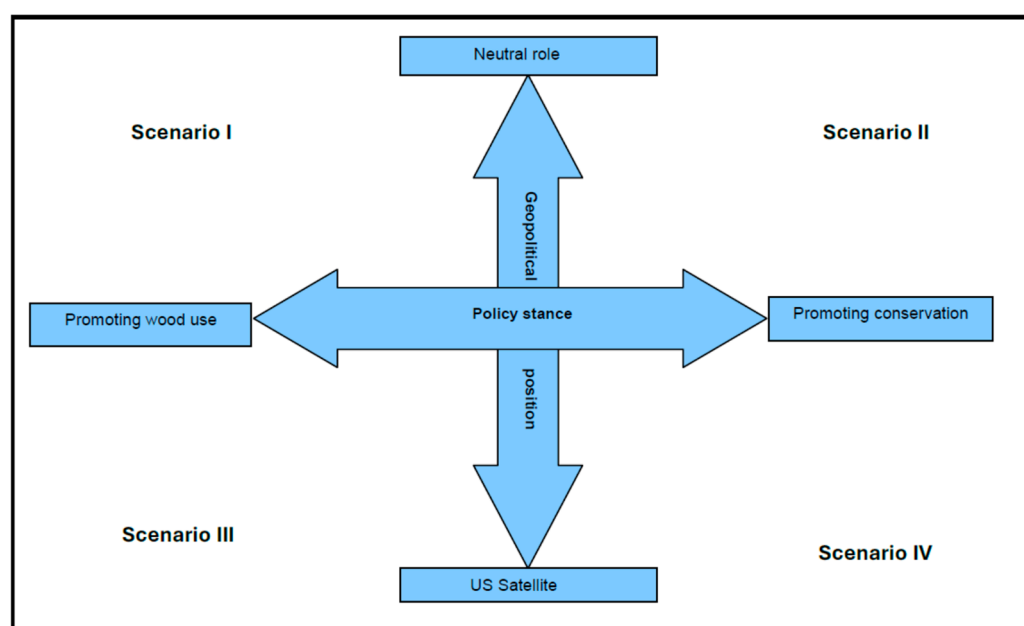 Neutral role
Scenario I
Scenario II
Geopolitical
Promoting wood use
Policy stance
Promoting conservation
position
Scenario III
Scenario IV
US Satellite